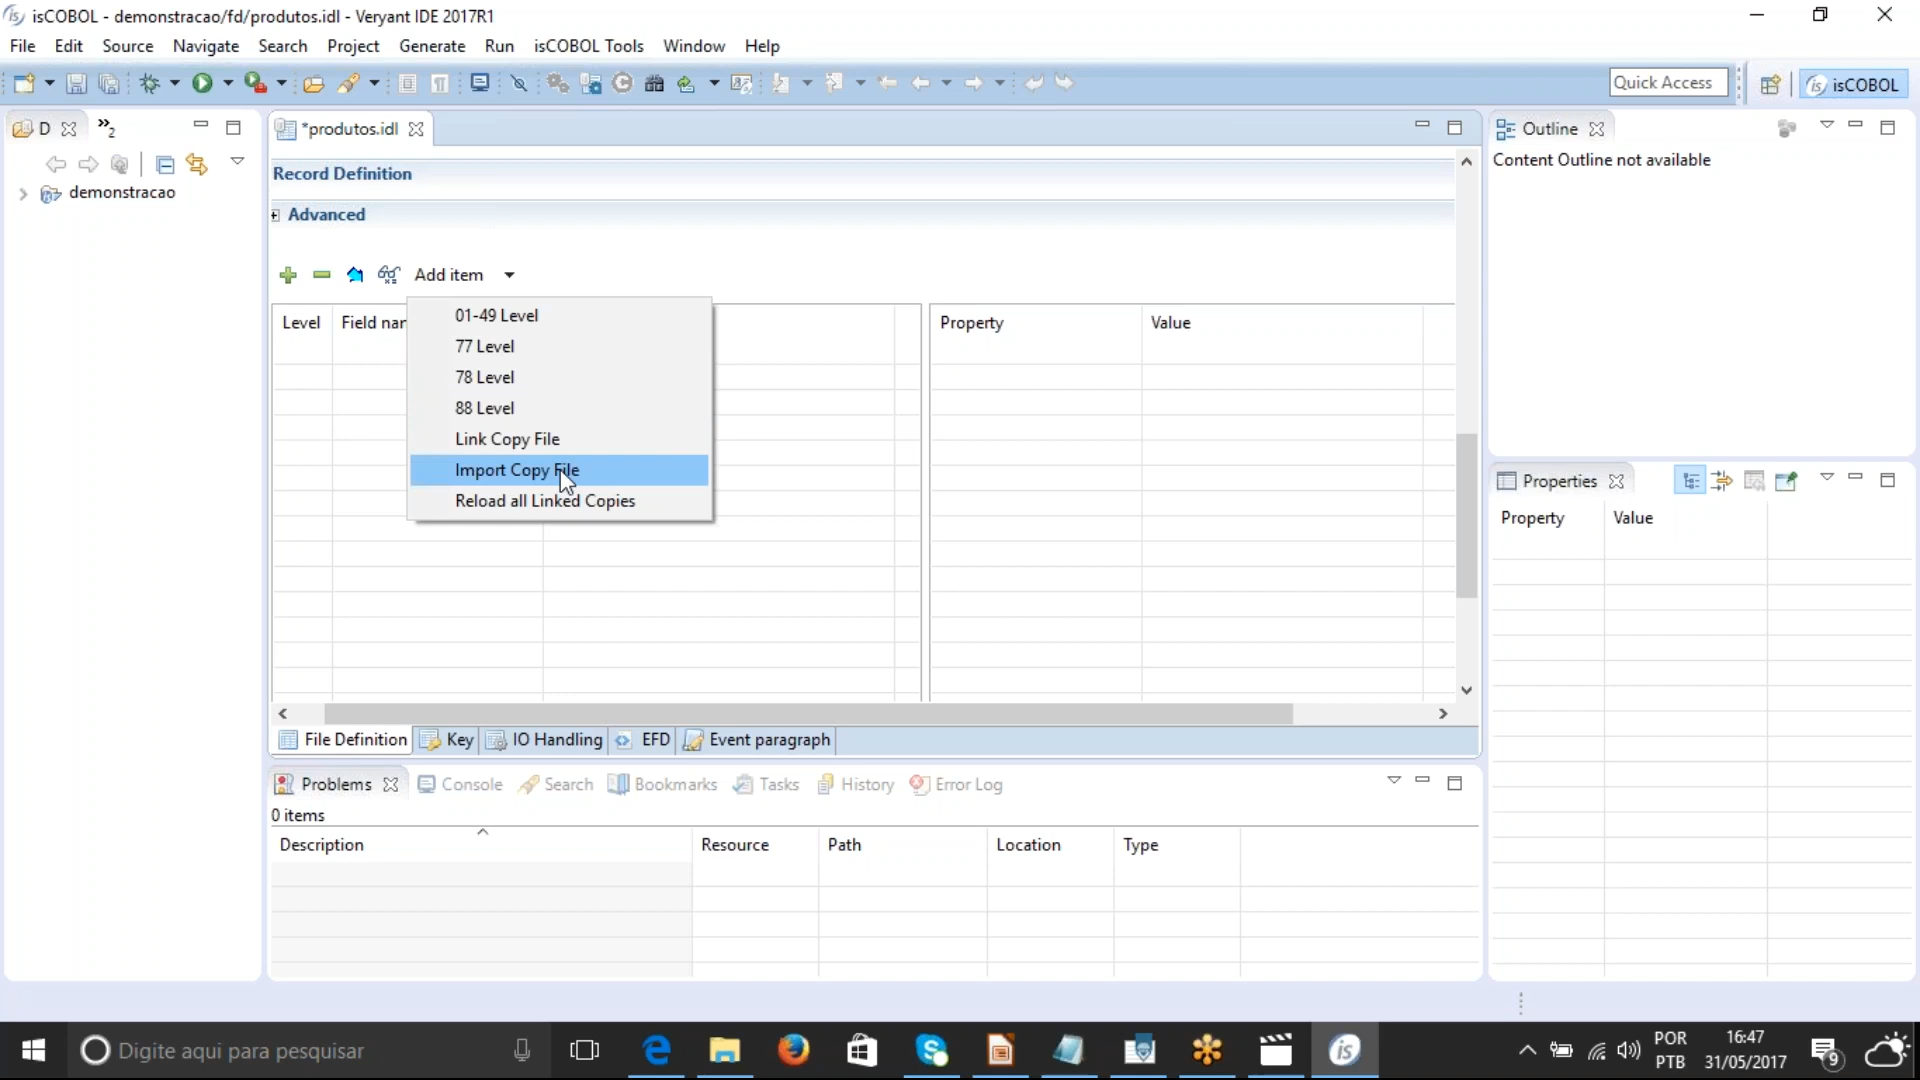 isCOBOL - demonstracao/fd/produtos.idl - Veryant IDE 2017R1
File Edit Source Navigate Search Project Generate Run isCOBOL Tools Window Help
Quick Access
isCOBOL
D
»2
*produtos.idl
Outline
Content Outline not available
demonstracao
Record Definition
Advanced
Add item
01-49 Level
77 Level
78 Level
88 Level
Link Copy File
Import Copy File
Reload all Linked Copies
Level Field nar
Property Value
Properties
Property Value
File Definition Key IO Handling EFD Event paragraph
Problems Console Search Bookmarks Tasks History Error Log
0 items
Description Resource Path Location Type
Digite aqui para pesquisar
is
POR
PTB
16:47
31/05/2017
9